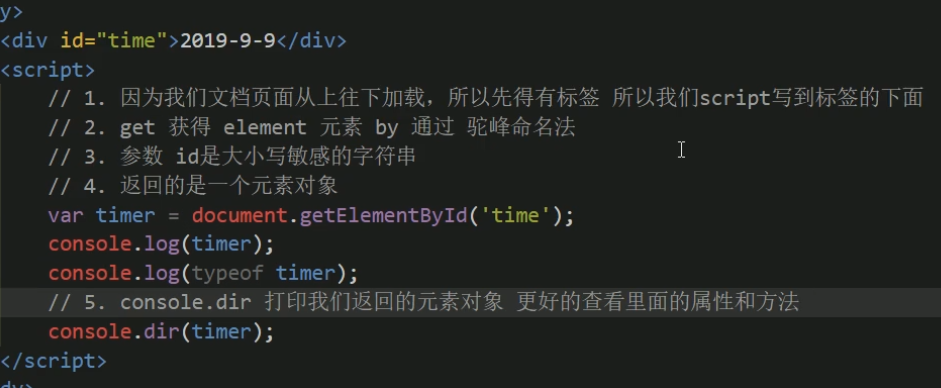 y>
<div id="time">2019-9-9</div>
<script>
// 1. 因为我们文档页面从上往下加载，所以先得有标签 所以我们script写到标签的下面
// 2. get 获得 element 元素 by 通过 驼峰命名法
// 3. 参数 id是大小写敏感的字符串
// 4. 返回的是一个元素对象
var timer = document.getElementById('time');
console.log(timer);
console.log(typeof timer);
// 5. console.dir 打印我们返回的元素对象 更好的查看里面的属性和方法
console.dir(timer);
</script>
dy>